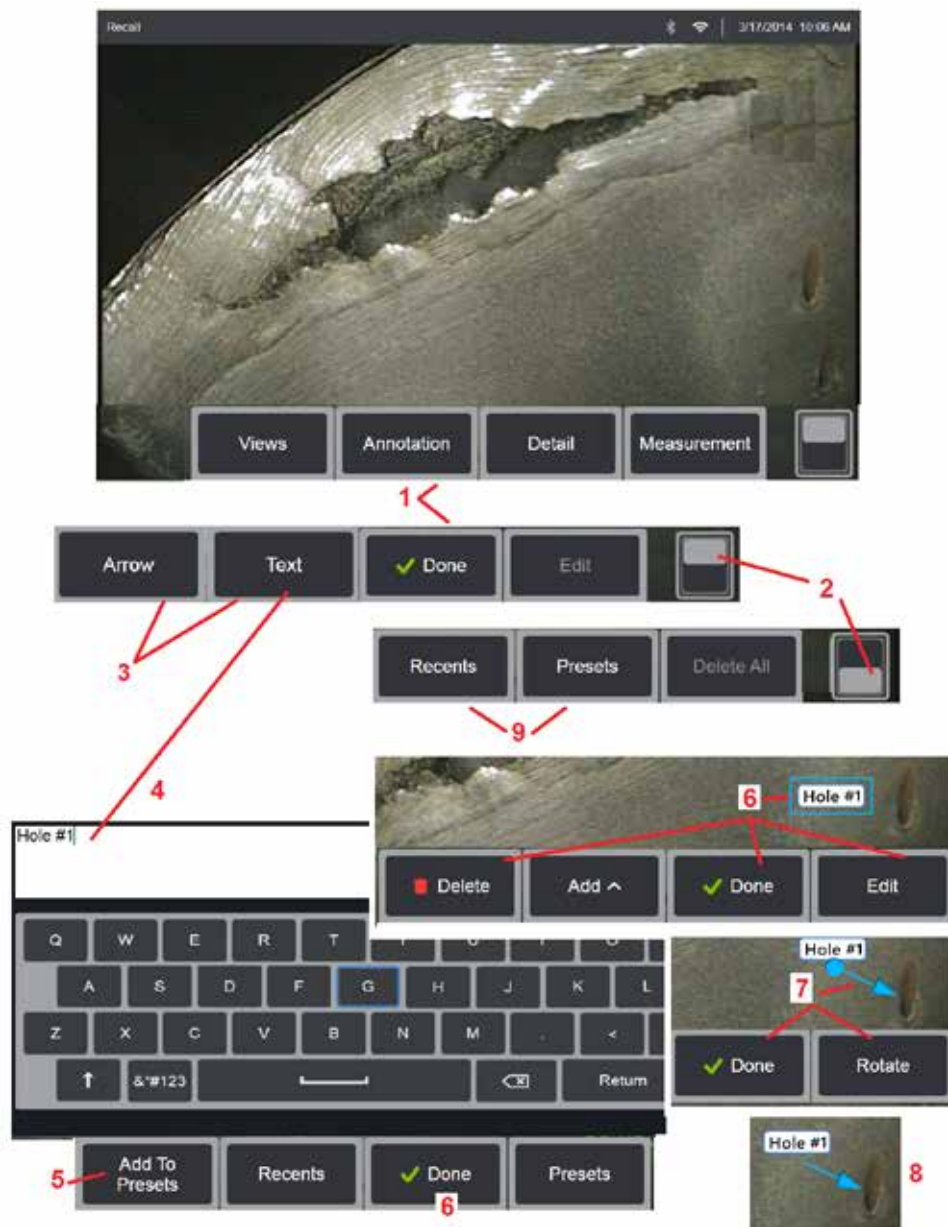 Recall 3/17/2014 10:06 AM
Views Annotation Detail Measurement
1
Arrow Text Done Edit
2
3
Recents Presets Delete All
9
4
6 Hole #1
Hole #1
Delete Add Done Edit
Q W E R T
Hole #1
A S D F G H J K L
7
Z X C V B N M . <
Done Rotate
&*#123 Return
Hole #1
8
5 Add To
Presets Recents Done Presets
6